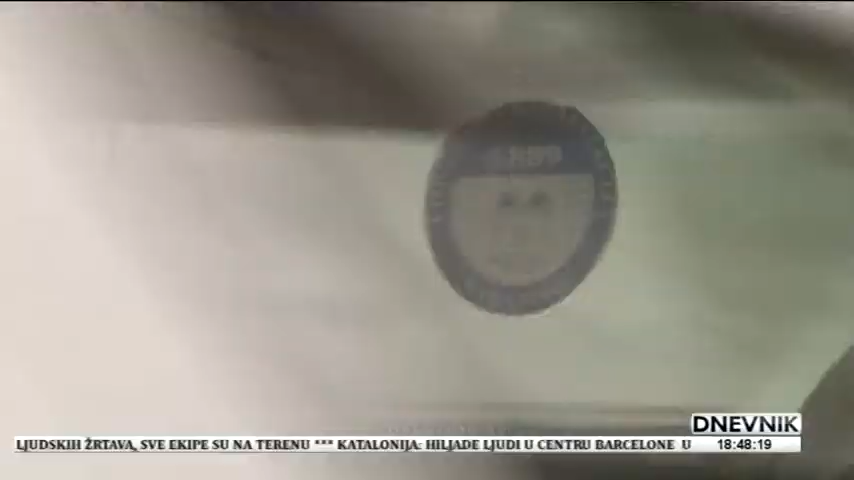 DNEVNIK
LJUDSKIH ŽRTAVA, SVE EKIPE SU NA TERENU *** KATALONIJA: HILJADE LJUDI U CENTRU BARCELONE U
18:48:19